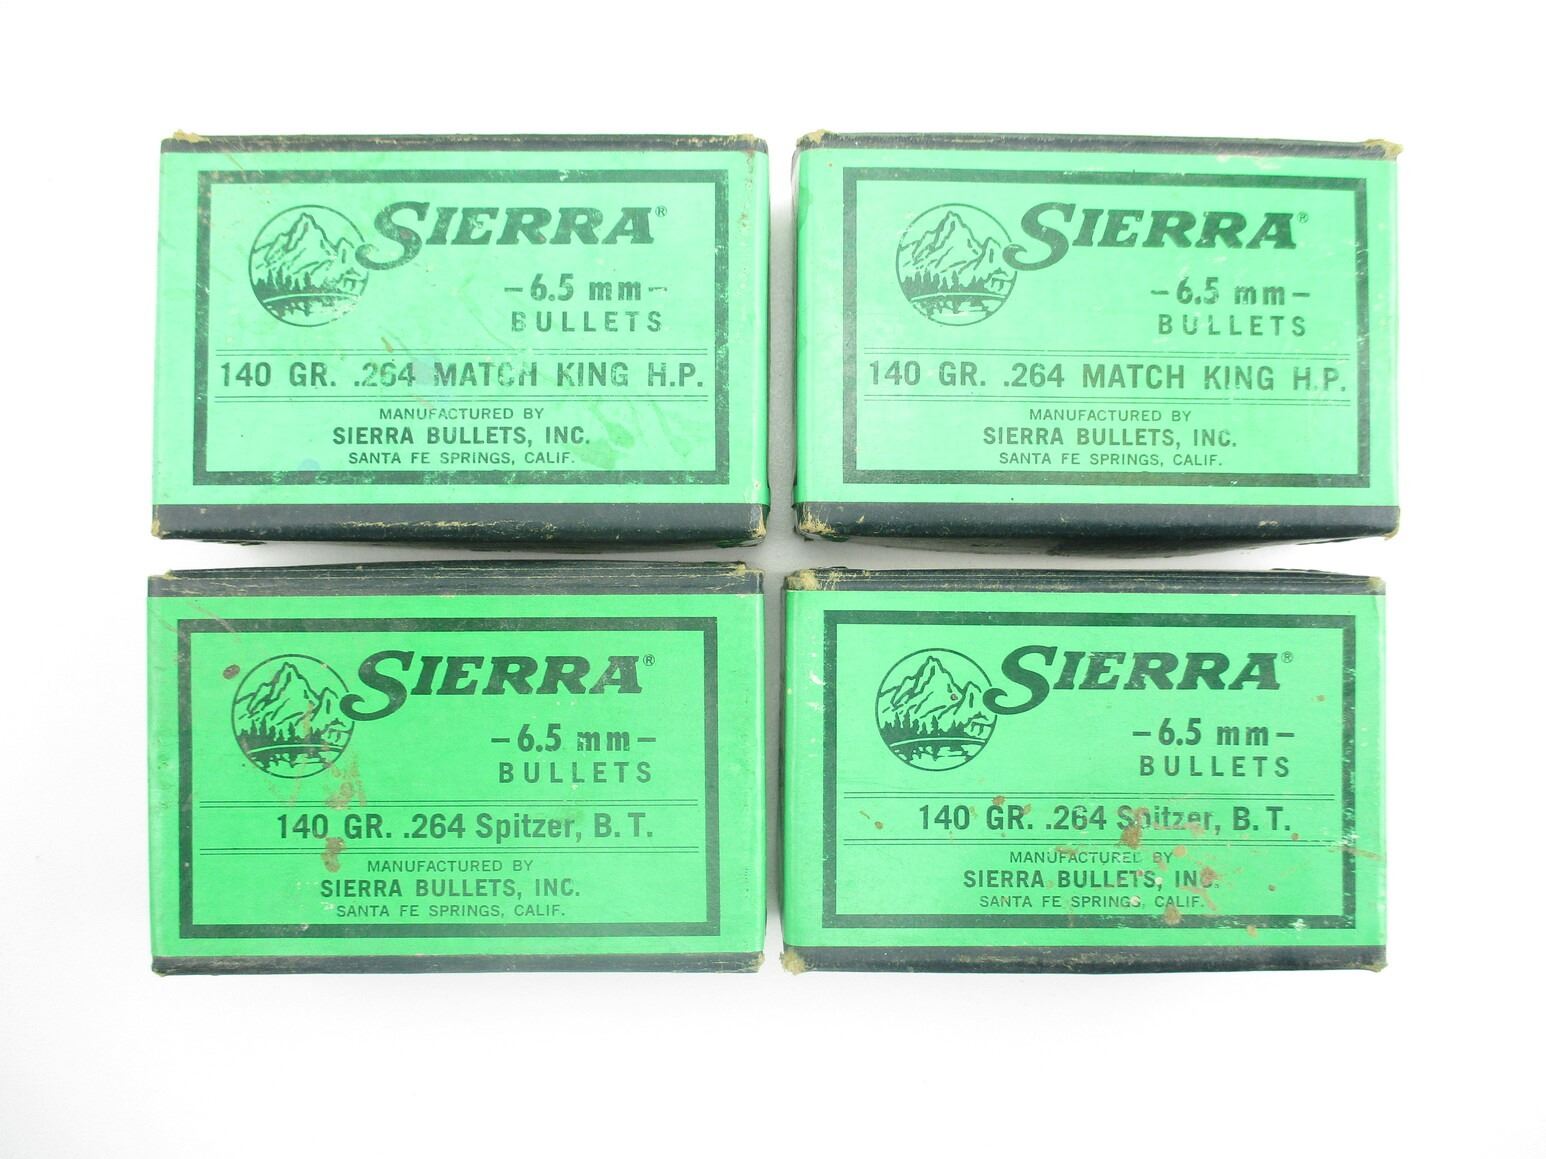 SIERRA®
-6.5 mm-
BULLETS
140 GR. .264 MATCH KING H.P.
MANUFACTURED BY
SIERRA BULLETS, INC.
SANTA FE SPRINGS, CALIF.
SIERRA®
-6.5 mm-
BULLETS
140 GR. .264 MATCH KING H.P.
MANUFACTURED BY
SIERRA BULLETS, INC.
SANTA FE SPRINGS, CALIF.
SIERRA®
-6.5 mm-
BULLETS
140 GR. .264 Spitzer, B.T.
MANUFACTURED BY
SIERRA BULLETS, INC.
SANTA FE SPRINGS, CALIF.
SIERRA®
-6.5 mm-
BULLETS
140 GR. .264 Spitzer, B.T.
MANUFACTURED BY
SIERRA BULLETS, INC.
SANTA FE SPRINGS, CALIF.